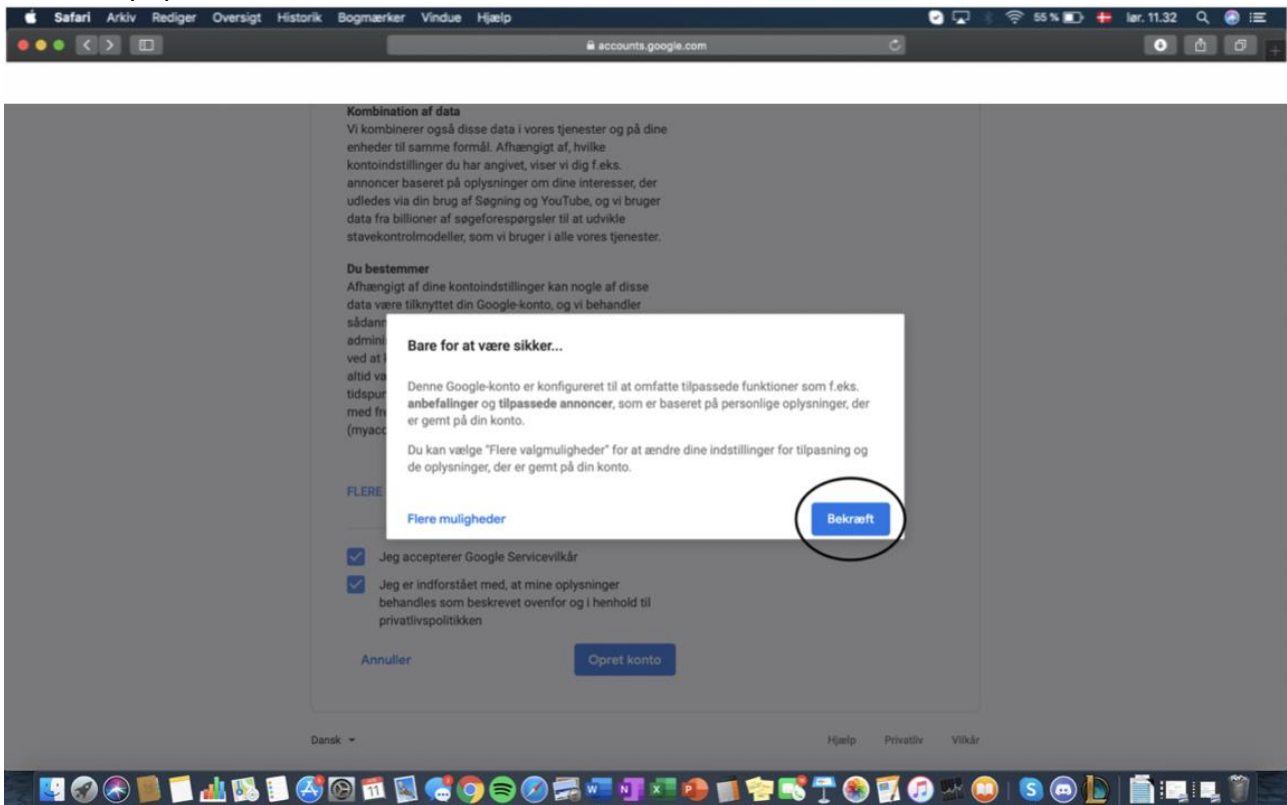 Safari Arkiv Rediger Oversigt Historik Bogmærker Vindue Hjælp 55 % lør. 11.32
accounts.google.com
Kombination af data
Vi kombinerer også disse data i vores tjenester og på dine
enheder til samme formål. Afhængigt af, hvilke
kontoindstillinger du har angivet, viser vi dig f.eks.
annoncer baseret på oplysninger om dine interesser, der
udledes via din brug af Søgning og YouTube, og vi bruger
data fra billioner af søgeforespørgsler til at udvikle
stavekontrolmodeller, som vi bruger i alle vores tjenester.
Du bestemmer
Afhængigt af dine kontoindstillinger kan nogle af disse
data være tilknyttet din Google-konto, og vi behandler
Bare for at være sikker...
Denne Google-konto er konfigureret til at omfatte tilpassede funktioner som f.eks.
anbefalinger og tilpassede annoncer, som er baseret på personlige oplysninger, der
er gemt på din konto.
Du kan vælge "Flere valgmuligheder" for at ændre dine indstillinger for tilpasning og
de oplysninger, der er gemt på din konto.
FLERE
Flere muligheder Bekræft
Jeg accepterer Google Servicevilkår
Jeg er indforstået med, at mine oplysninger
behandles som beskrevet ovenfor og i henhold til
privatlivspolitikken
Annuller Opret konto
Dansk Hjælp Privatliv Vilkår